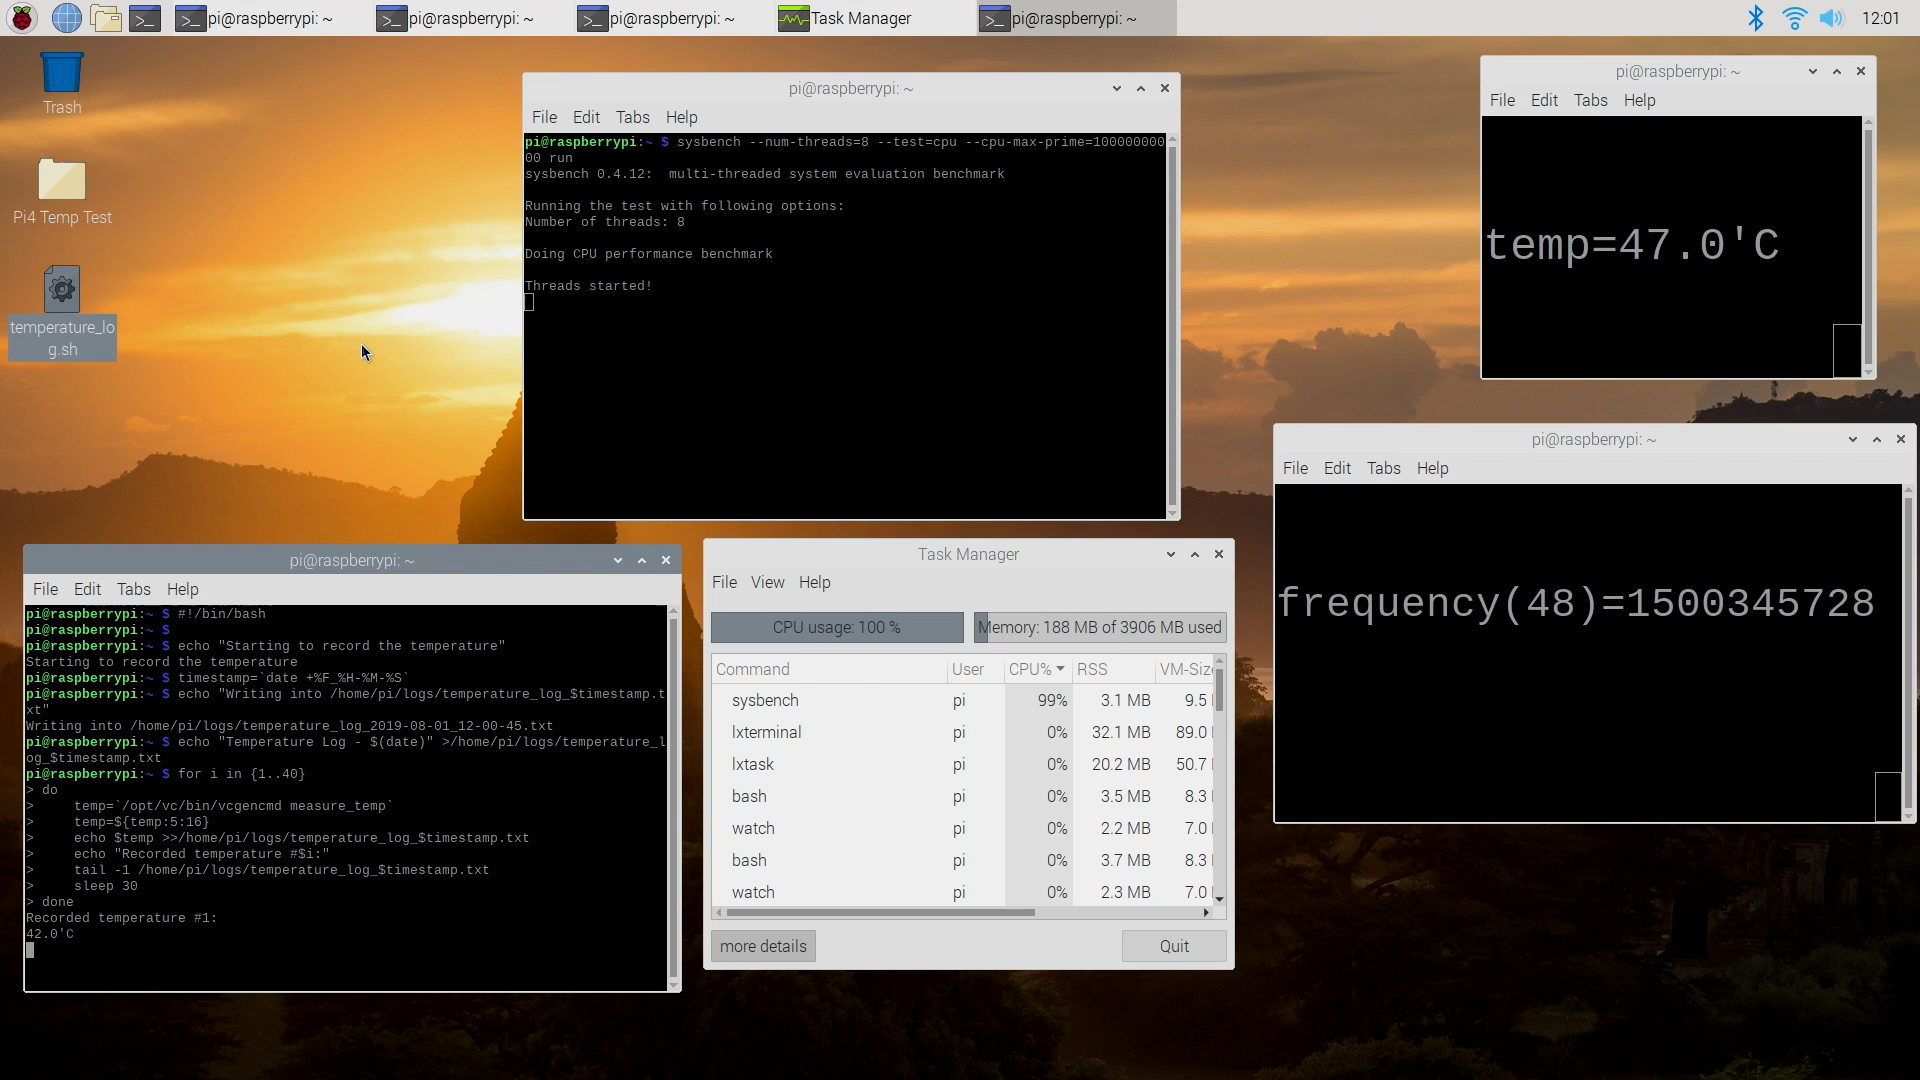 pi@raspberrypi: ~
pi@raspberrypi: ~
pi@raspberrypi: ~
Task Manager
pi@raspberrypi: ~
12:01
Trash
Pi4 Temp Test
temperature_lo
g.sh
pi@raspberrypi: ~
File Edit Tabs Help
pi@raspberrypi:~ $ sysbench --num-threads=8 --test=cpu --cpu-max-prime=100000000
00 run
sysbench 0.4.12:  multi-threaded system evaluation benchmark
Running the test with following options:
Number of threads: 8
Doing CPU performance benchmark
Threads started!
pi@raspberrypi: ~
File Edit Tabs Help
temp=47.0'C
pi@raspberrypi: ~
File Edit Tabs Help
frequency(48)=1500345728
pi@raspberrypi: ~
File Edit Tabs Help
pi@raspberrypi:~ $ #!/bin/bash
pi@raspberrypi:~ $
pi@raspberrypi:~ $ echo "Starting to record the temperature"
Starting to record the temperature
pi@raspberrypi:~ $ timestamp=`date +%F_%H-%M-%S`
pi@raspberrypi:~ $ echo "Writing into /home/pi/logs/temperature_log_$timestamp.t
xt"
Writing into /home/pi/logs/temperature_log_2019-08-01_12-00-45.txt
pi@raspberrypi:~ $ echo "Temperature Log - $(date)" >/home/pi/logs/temperature_l
og_$timestamp.txt
pi@raspberrypi:~ $ for i in {1..40}
> do
>     temp=`/opt/vc/bin/vcgencmd measure_temp`
>     temp=${temp:5:16}
>     echo $temp >>/home/pi/logs/temperature_log_$timestamp.txt
>     echo "Recorded temperature #$i:"
>     tail -1 /home/pi/logs/temperature_log_$timestamp.txt
>     sleep 30
> done
Recorded temperature #1:
42.0'C
Task Manager
File View Help
CPU usage: 100 % Memory: 188 MB of 3906 MB used
Command User CPU% RSS VM-Size
sysbench pi 99% 3.1 MB 9.5
lxterminal pi 0% 32.1 MB 89.0
lxtask pi 0% 20.2 MB 50.7
bash pi 0% 3.5 MB 8.3
watch pi 0% 2.2 MB 7.0
bash pi 0% 3.7 MB 8.3
watch pi 0% 2.3 MB 7.0
more details Quit